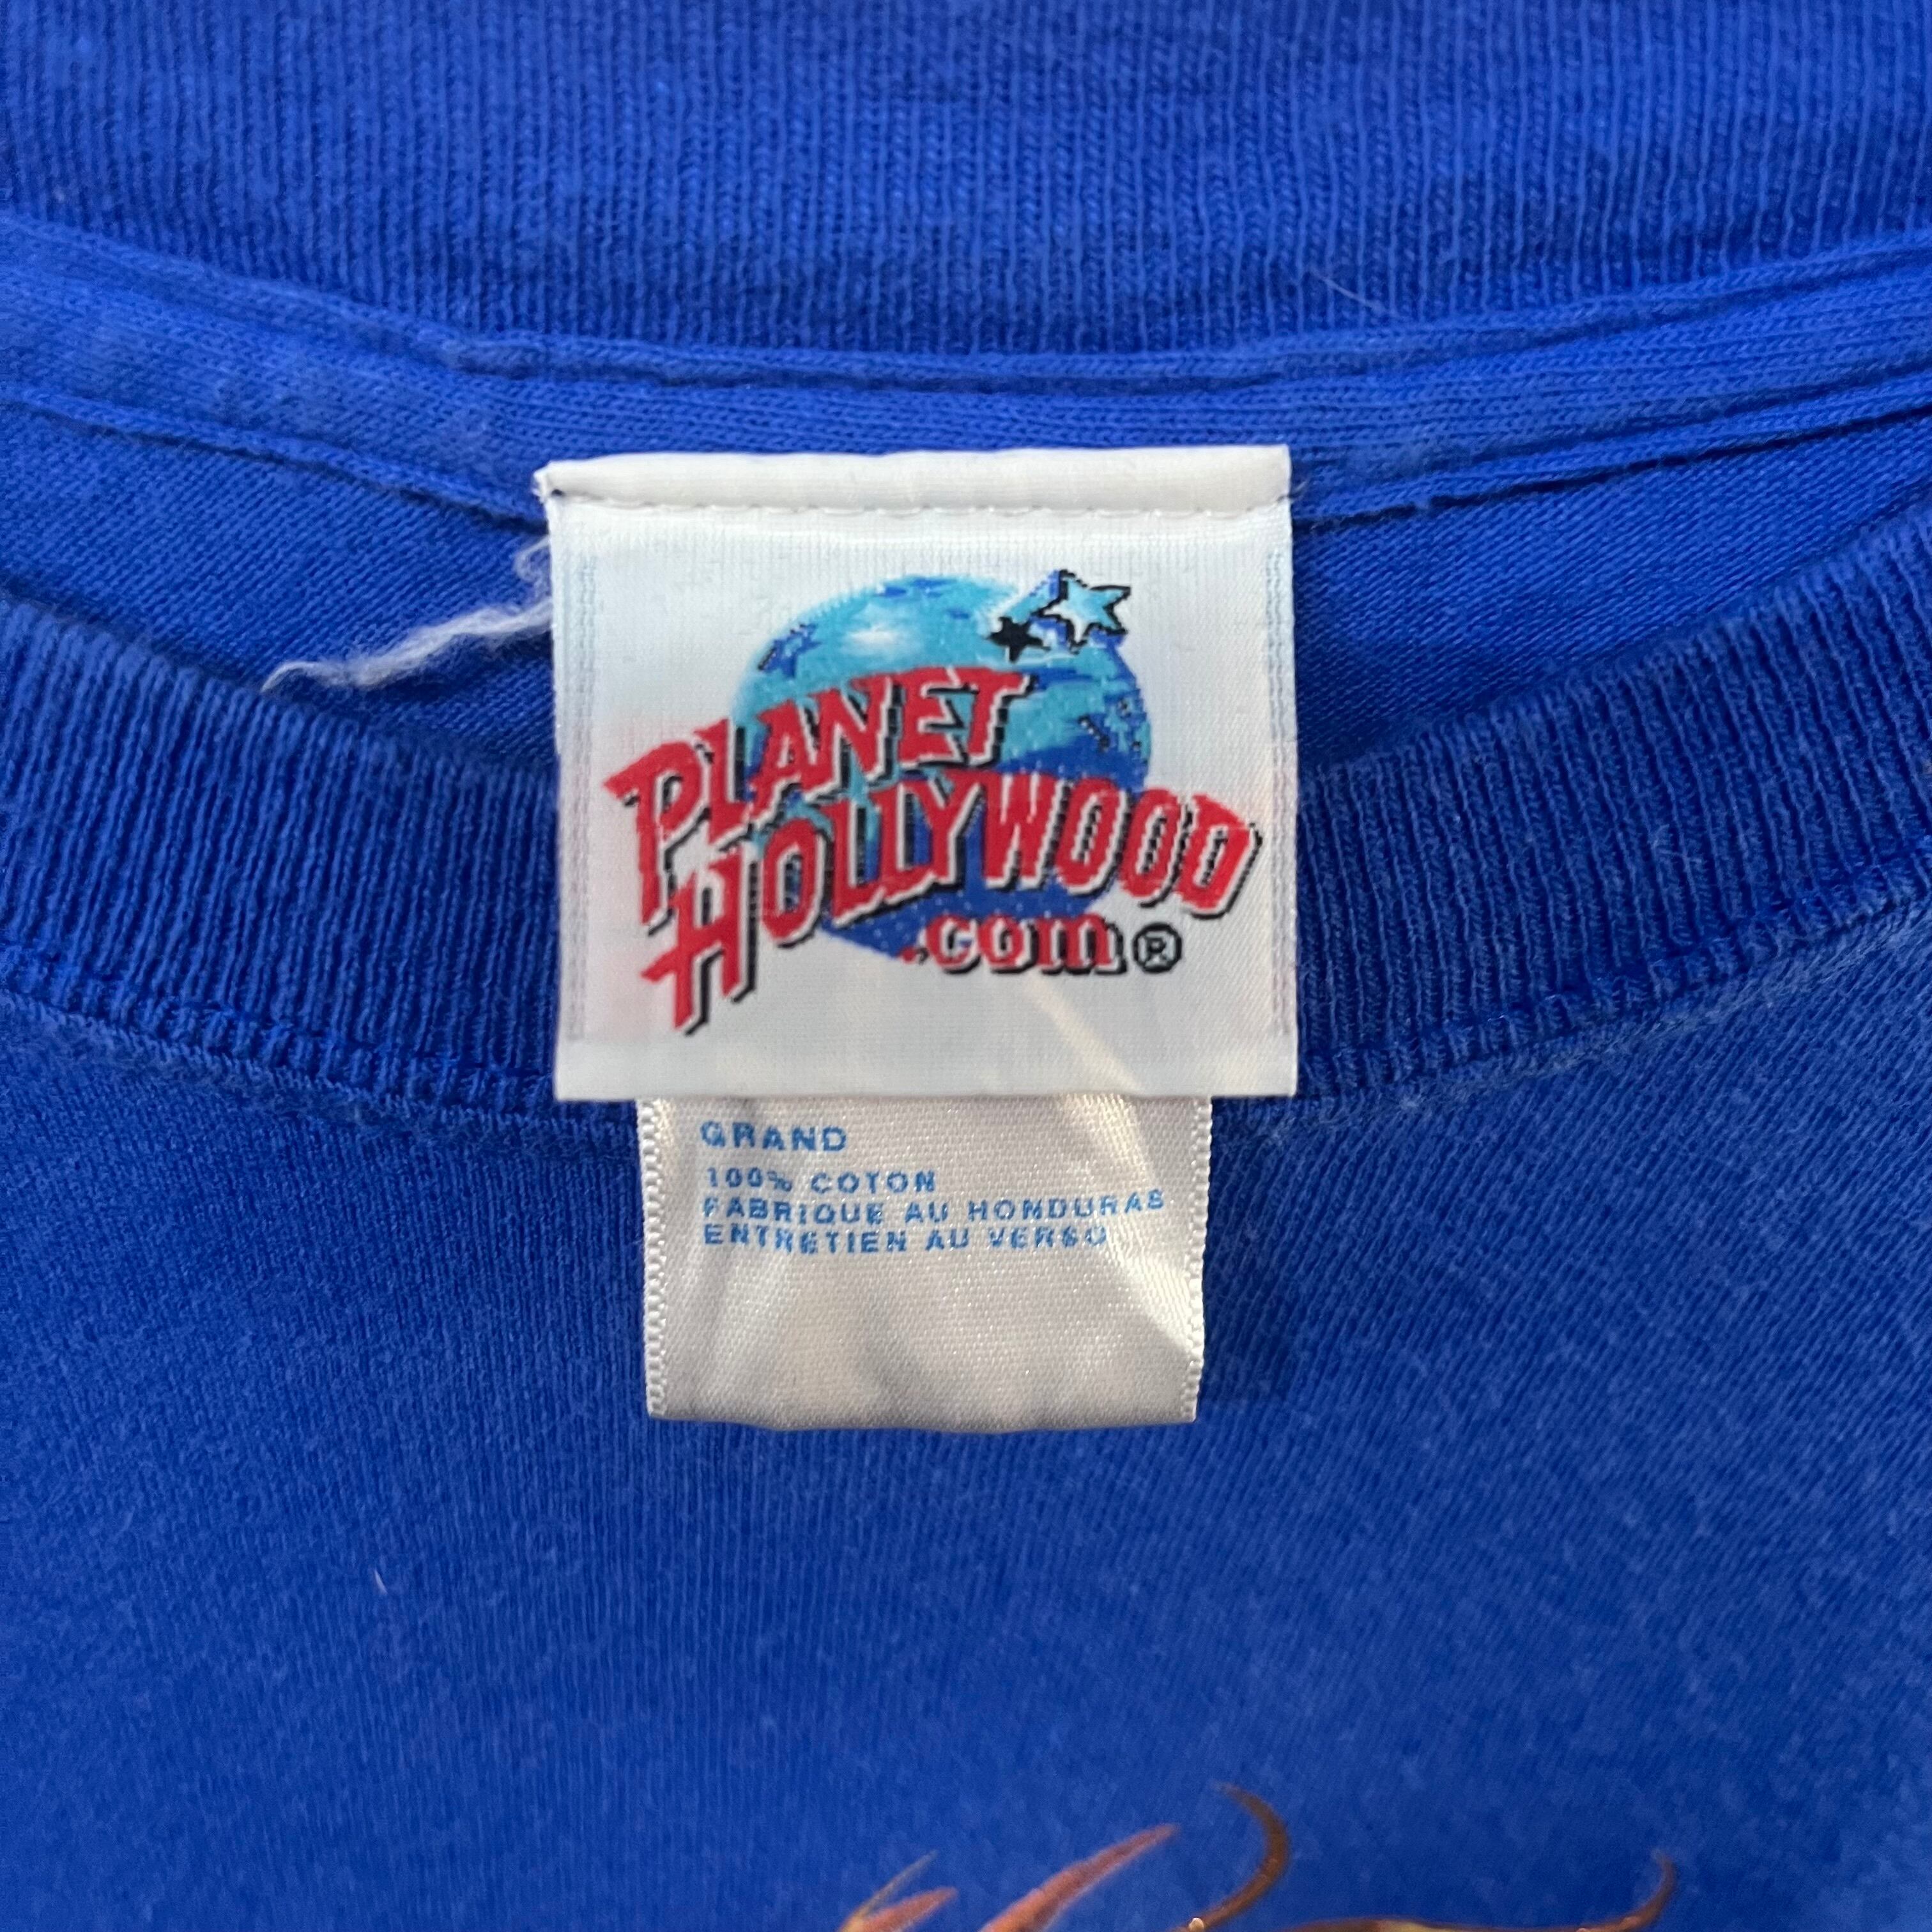 PLANET
HOLLYWOOD
.com®
GRAND
100% COTON
FABRIQUE AU HONDURAS
ENTRETIEN AU VERSO